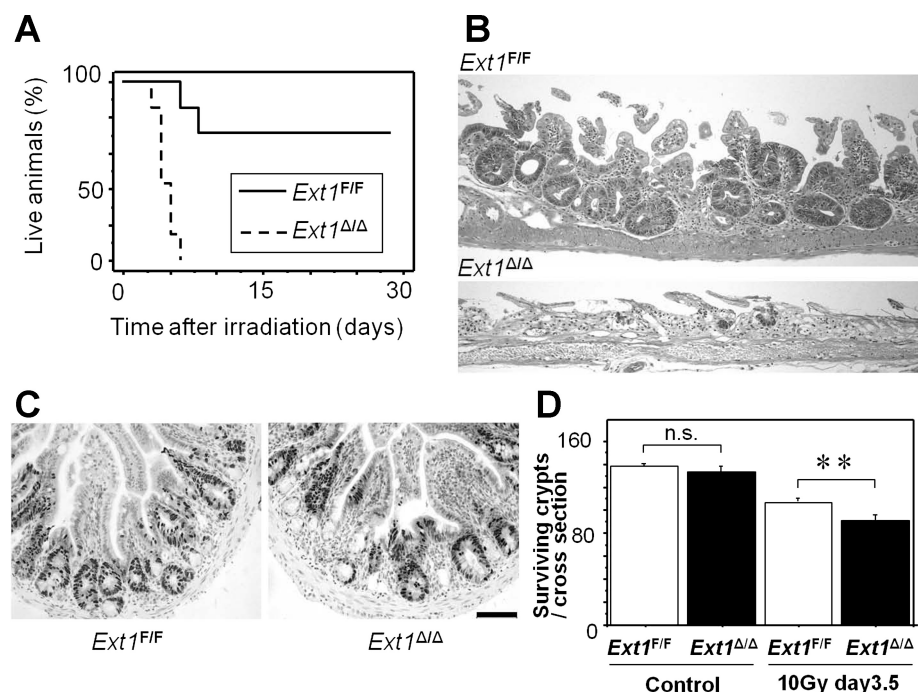 A
Live animals (%)
100
50
0
Ext1F/F
Ext1Δ/Δ
0
15
30
Time after irradiation (days)
B
Ext1F/F
Ext1Δ/Δ
C
Ext1F/F
Ext1Δ/Δ
D
Surviving crypts
/ cross section
160
80
0
n.s.
**
Ext1F/F
Ext1Δ/Δ
Ext1F/F
Ext1Δ/Δ
Control
10Gy day3.5